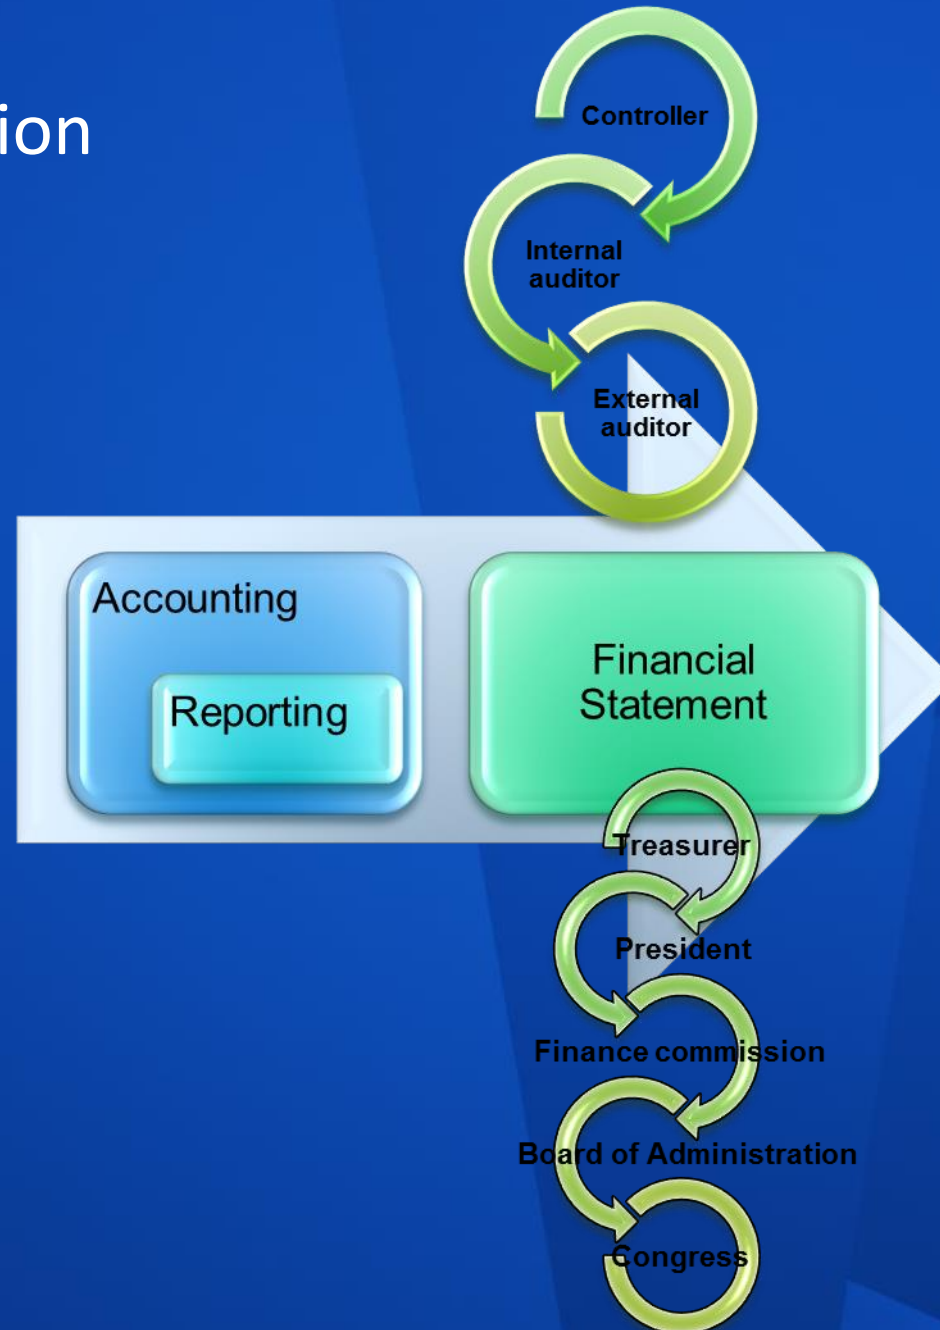 ion
Controller
Internal
auditor
External
auditor
Accounting
Reporting
Financial
Statement
Treasurer
President
Finance commission
Board of Administration
Congress